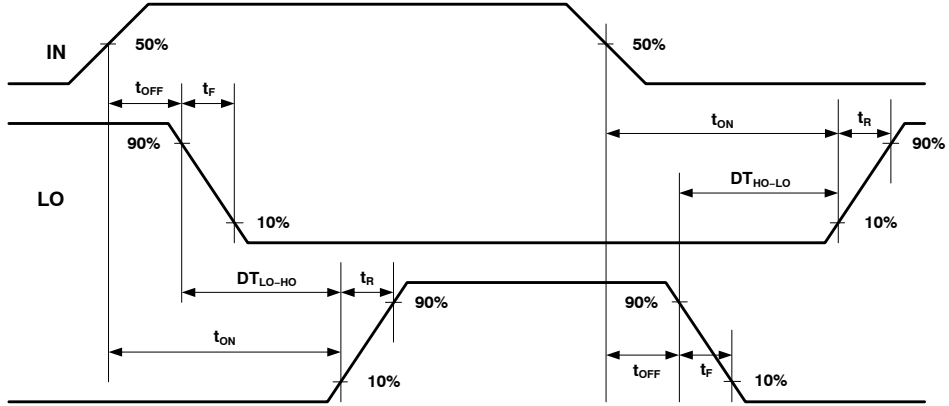 IN
50%
50%
tOFF
tF
tON
tR
90%
90%
LO
DTHO–LO
10%
10%
DTLO–HO
tR
90%
90%
tON
tOFF
tF
10%
10%